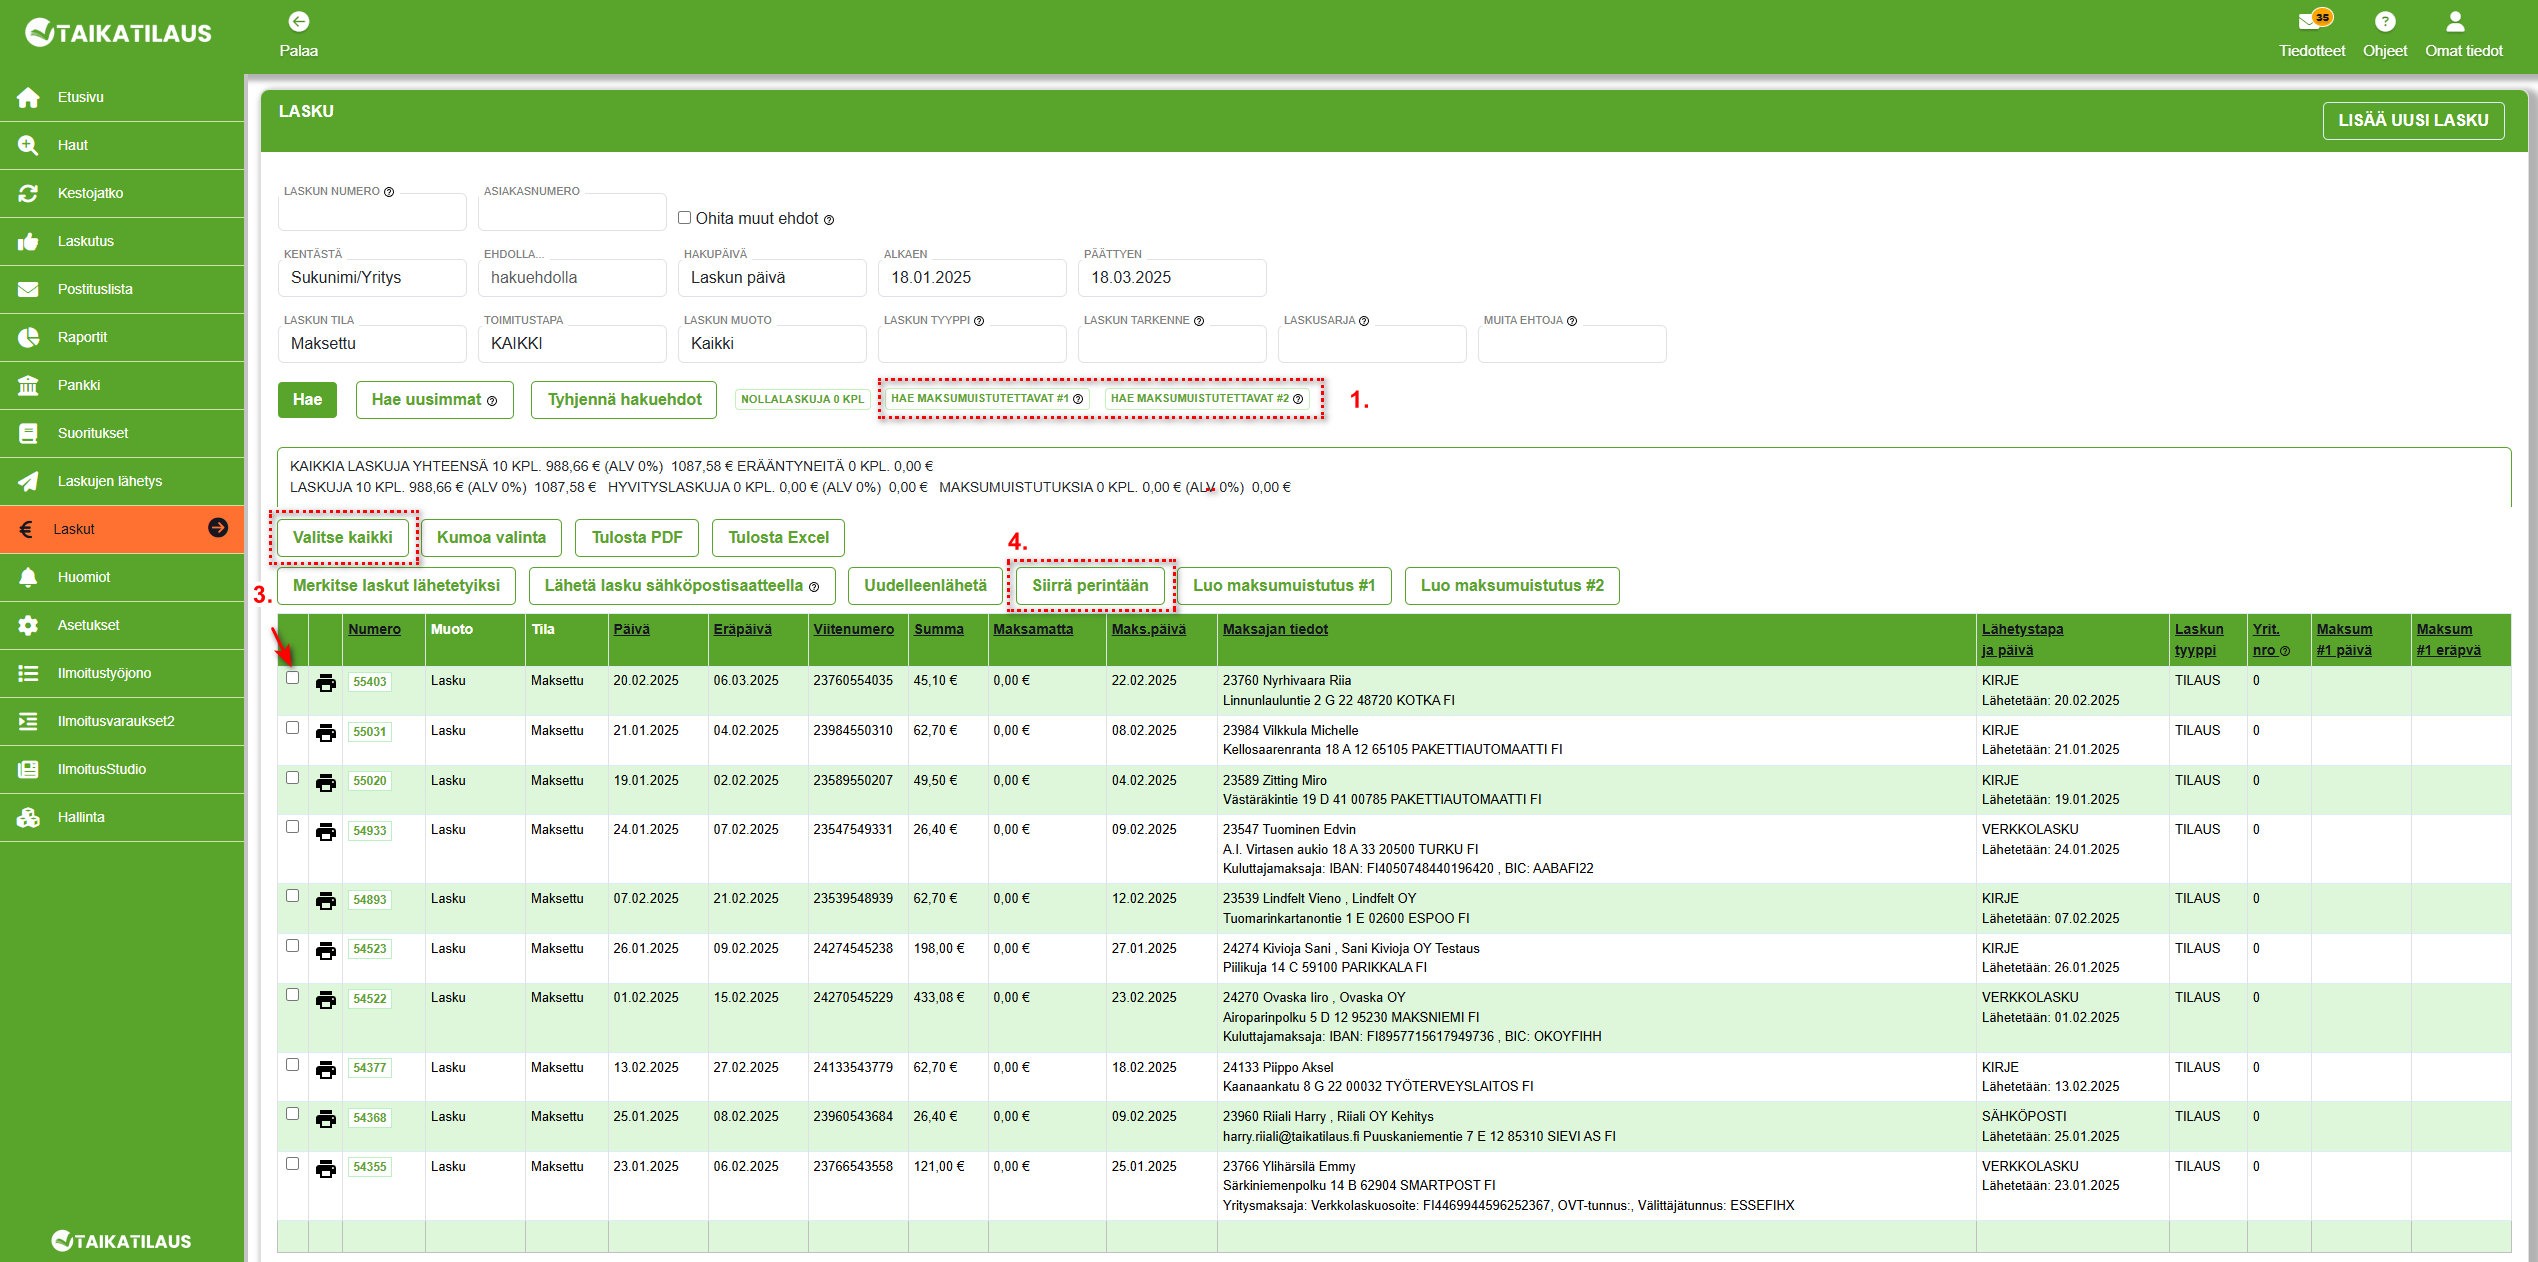 TAIKATILAUS
Palaa
35
Tiedotteet
Ohjeet
Omat tiedot
Etusivu
Haut
Kestojatko
Laskutus
Postituslista
Raportit
Pankki
Suoritukset
Laskujen lähetys
Laskut
Huomiot
Asetukset
Ilmoitustyöjono
Ilmoitusvaraukset2
IlmoitusStudio
Hallinta
TAIKATILAUS
LASKU
LISÄÄ UUSI LASKU
LASKUN NUMERO ?
ASIAKASNUMERO
Ohita muut ehdot ?
KENTÄSTÄ EHDOLLA... HAKUPÄIVÄ ALKAEN PÄÄTTYEN
Sukunimi/Yritys hakuehdolla Laskun päivä 18.01.2025 18.03.2025
LASKUN TILA TOIMITUSTAPA LASKUN MUOTO LASKUN TYYPPI ? LASKUN TARKENNE ? LASKUSARJA ? MUITA EHTOJA ?
Maksettu KAIKKI Kaikki
Hae Hae uusimmat ? Tyhjennä hakuehdot NOLLALASKUJA 0 KPL HAE MAKSUMUISTUTETTAVAT #1 ? HAE MAKSUMUISTUTETTAVAT #2 ? 1.
KAIKKIA LASKUJA YHTEENSÄ 10 KPL. 988,66 € (ALV 0%) 1087,58 € ERÄÄNTYNEITÄ 0 KPL. 0,00 €
LASKUJA 10 KPL. 988,66 € (ALV 0%) 1087,58 € HYVITYSLASKUJA 0 KPL. 0,00 € (ALV 0%) 0,00 € MAKSUMUISTUTUKSIA 0 KPL. 0,00 € (ALV 0%) 0,00 €
Valitse kaikki Kumoa valinta Tulosta PDF Tulosta Excel
4.
3. Merkitse laskut lähetetyiksi Lähetä lasku sähköpostisaatteella ? Uudelleenlähetä Siirrä perintään Luo maksumuistutus #1 Luo maksumuistutus #2
Numero Muoto Tila Päivä Eräpäivä Viitenumero Summa Maksamatta Maks.päivä Maksajan tiedot Lähetystapa Laskun Yrit. Maksum Maksum
ja päivä tyyppi nro ? #1 päivä #1 eräpvä
55403 Lasku Maksettu 20.02.2025 06.03.2025 23760554035 45,10 € 0,00 € 22.02.2025 23760 Nyrhivaara Riia KIRJE TILAUS 0
Linnunlauluntie 2 G 22 48720 KOTKA FI Lähetetään: 20.02.2025
55031 Lasku Maksettu 21.01.2025 04.02.2025 23984550310 62,70 € 0,00 € 08.02.2025 23984 Vilkkula Michelle KIRJE TILAUS 0
Kellosaarenranta 18 A 12 65105 PAKETTIAUTOMAATTI FI Lähetetään: 21.01.2025
55020 Lasku Maksettu 19.01.2025 02.02.2025 23589550207 49,50 € 0,00 € 04.02.2025 23589 Zitting Miro KIRJE TILAUS 0
Västäräkintie 19 D 41 00785 PAKETTIAUTOMAATTI FI Lähetetään: 19.01.2025
54933 Lasku Maksettu 24.01.2025 07.02.2025 23547549331 26,40 € 0,00 € 09.02.2025 23547 Tuominen Edvin VERKKOLASKU TILAUS 0
A.I. Virtasen aukio 18 A 33 20500 TURKU FI Lähetetään: 24.01.2025
Kuluttajamaksaja: IBAN: FI4050748440196420 , BIC: AABAFI22
54893 Lasku Maksettu 07.02.2025 21.02.2025 23539548939 62,70 € 0,00 € 12.02.2025 23539 Lindfelt Vieno , Lindfelt OY KIRJE TILAUS 0
Tuomarinkartanontie 1 E 02600 ESPOO FI Lähetetään: 07.02.2025
54523 Lasku Maksettu 26.01.2025 09.02.2025 24274545238 198,00 € 0,00 € 27.01.2025 24274 Kivioja Sani , Sani Kivioja OY Testaus KIRJE TILAUS 0
Piilikuja 14 C 59100 PARIKKALA FI Lähetetään: 26.01.2025
54522 Lasku Maksettu 01.02.2025 15.02.2025 24270545229 433,08 € 0,00 € 23.02.2025 24270 Ovaska Iiro , Ovaska OY VERKKOLASKU TILAUS 0
Airoparinpolku 5 D 12 95230 MAKSNIEMI FI Lähetetään: 01.02.2025
Kuluttajamaksaja: IBAN: FI8957715617949736 , BIC: OKOYFIHH
54377 Lasku Maksettu 13.02.2025 27.02.2025 24133543779 62,70 € 0,00 € 18.02.2025 24133 Piippo Aksel KIRJE TILAUS 0
Kaanaankatu 8 G 22 00032 TYÖTERVEYSLAITOS FI Lähetetään: 13.02.2025
54368 Lasku Maksettu 25.01.2025 08.02.2025 23960543684 26,40 € 0,00 € 09.02.2025 23960 Riiali Harry , Riiali OY Kehitys SÄHKÖPOSTI TILAUS 0
harry.riiali@taikatilaus.fi Puuskaniementie 7 E 12 85310 SIEVI AS FI Lähetetään: 25.01.2025
54355 Lasku Maksettu 23.01.2025 06.02.2025 23766543558 121,00 € 0,00 € 25.01.2025 23766 Ylihärsilä Emmy VERKKOLASKU TILAUS 0
Särkiniemenpolku 14 B 62904 SMARTPOST FI Lähetetään: 23.01.2025
Yritysmaksaja: Verkkolaskuosoite: FI4469944596252367, OVT-tunnus:, Välittäjätunnus: ESSEFIHX